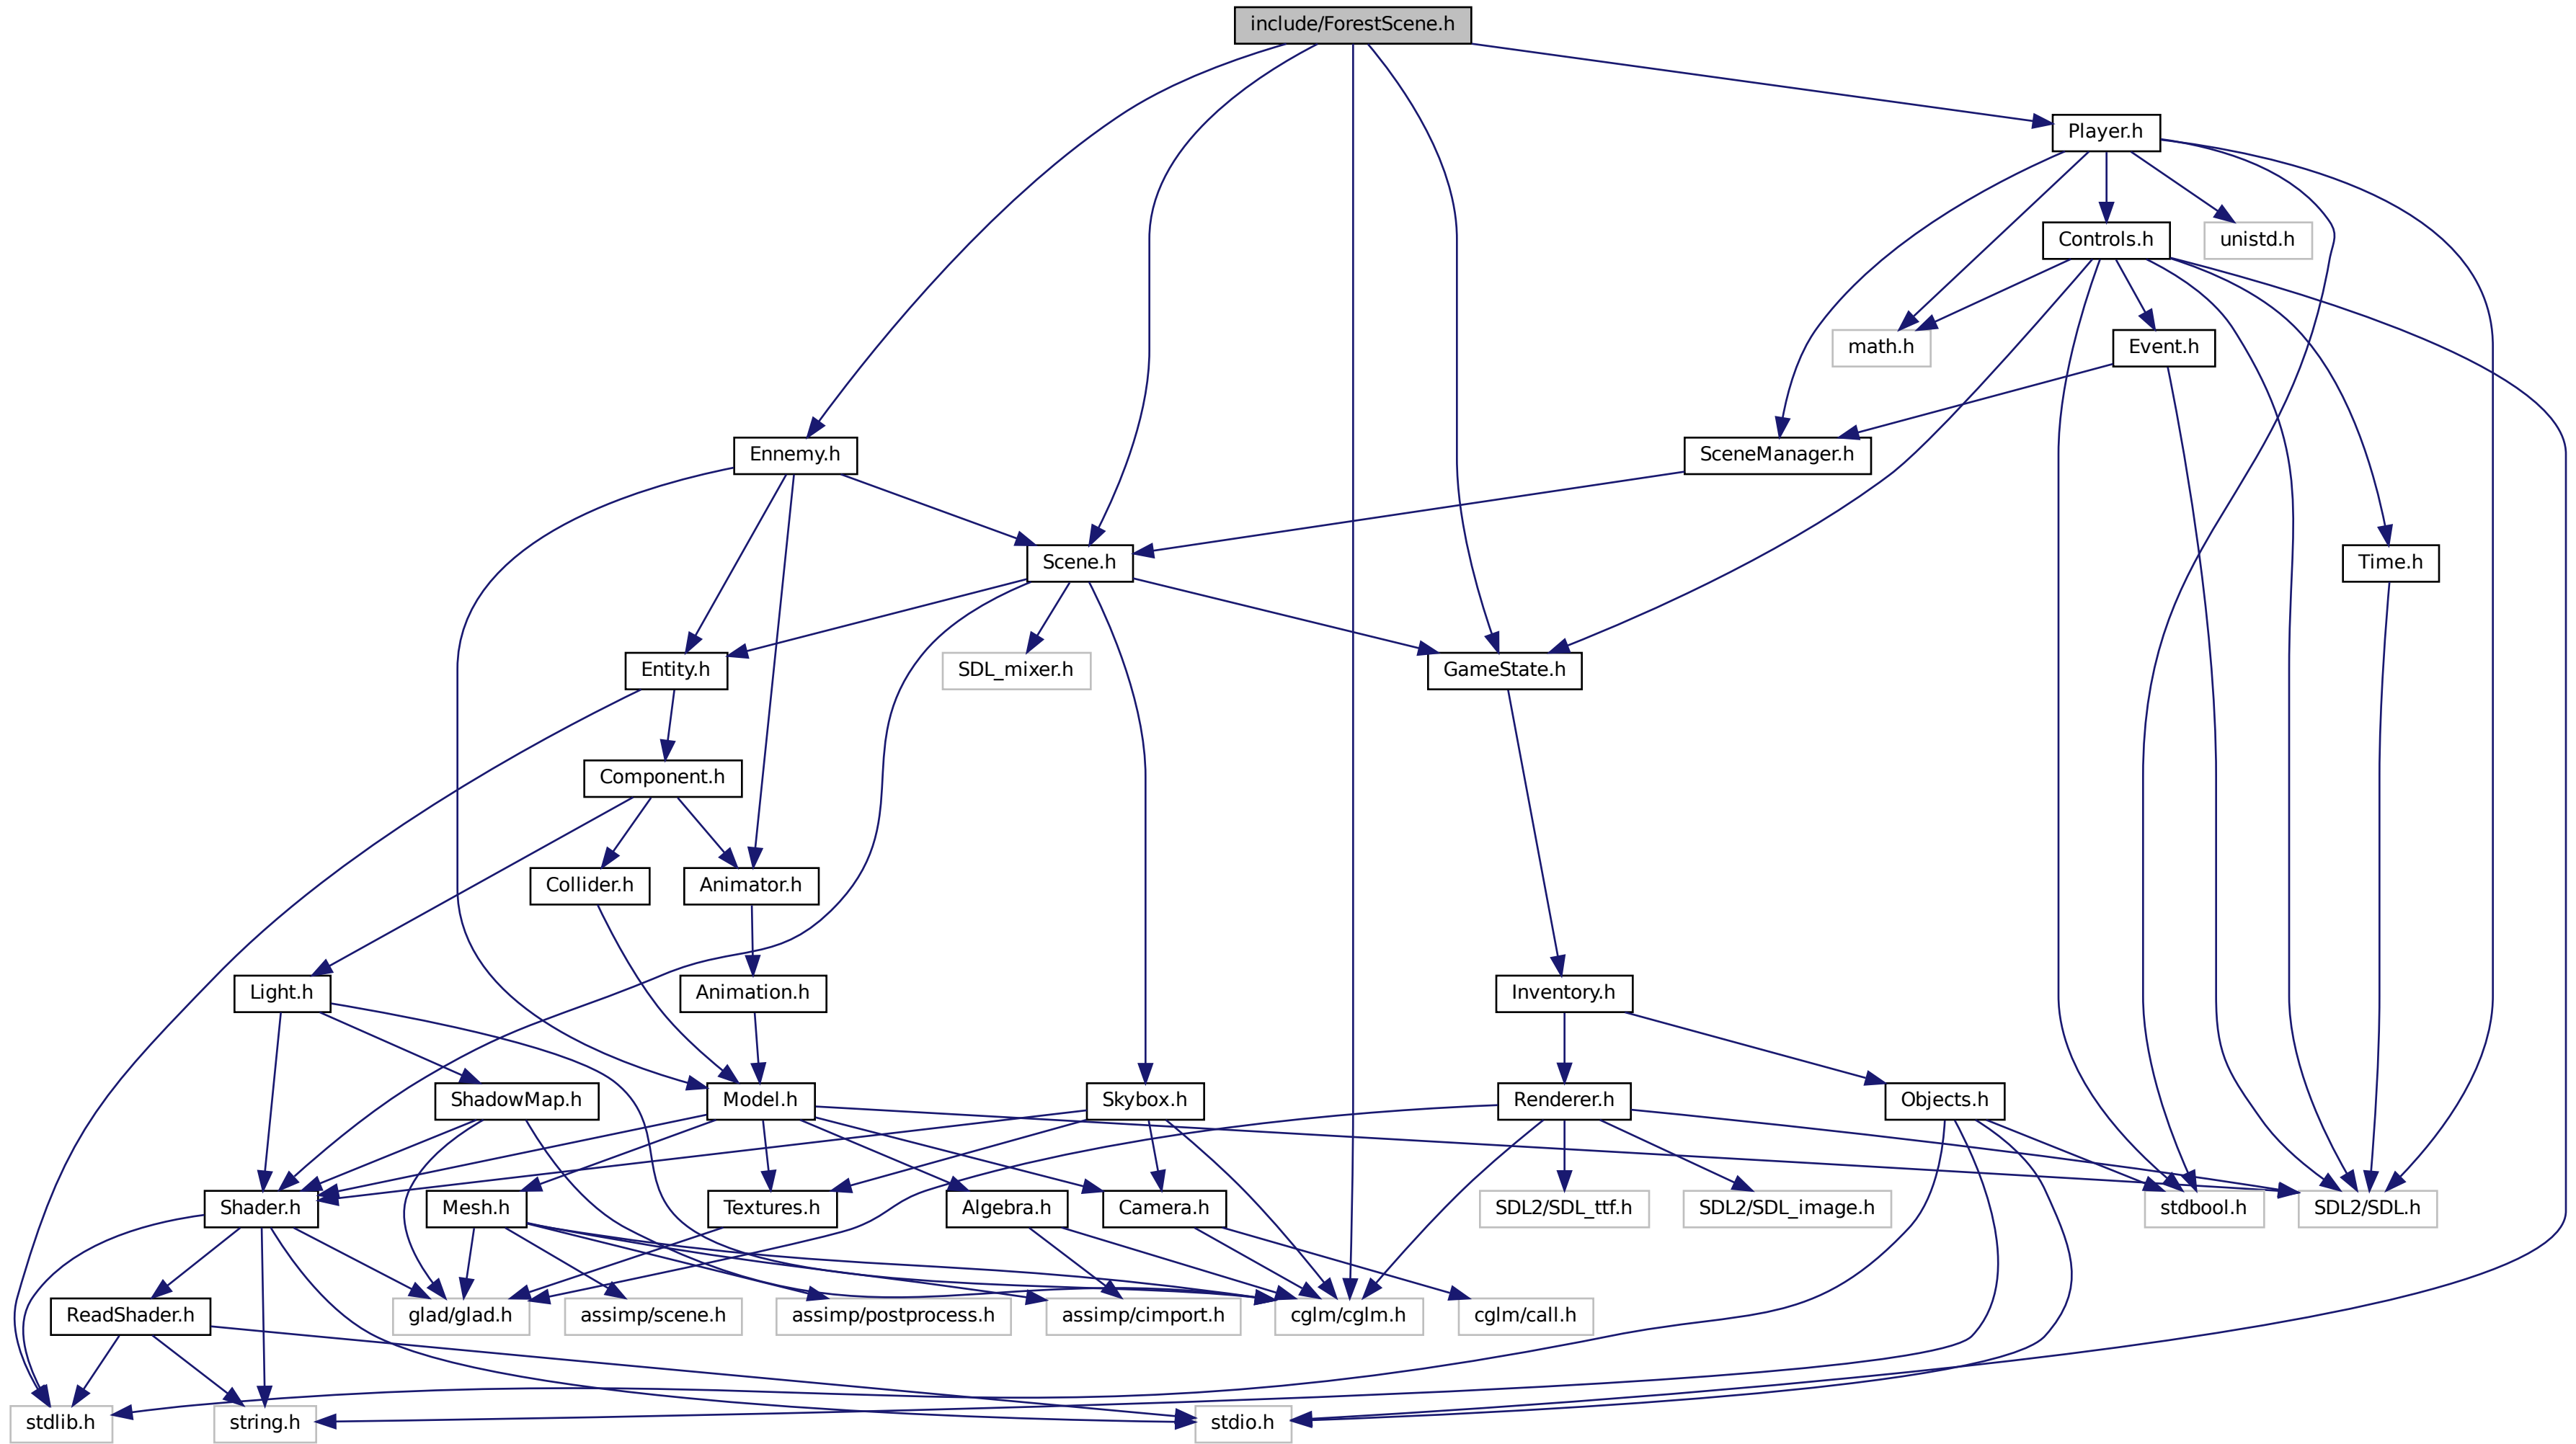 include/ForestScene.h
Player.h
Controls.h
unistd.h
math.h
Event.h
Ennemy.h
SceneManager.h
Scene.h
Time.h
Entity.h
SDL_mixer.h
GameState.h
Component.h
Collider.h
Animator.h
Light.h
Animation.h
Inventory.h
ShadowMap.h
Model.h
Skybox.h
Renderer.h
Objects.h
Shader.h
Mesh.h
Textures.h
Algebra.h
Camera.h
SDL2/SDL_ttf.h
SDL2/SDL_image.h
stdbool.h
SDL2/SDL.h
ReadShader.h
glad/glad.h
assimp/scene.h
assimp/postprocess.h
assimp/cimport.h
cglm/cglm.h
cglm/call.h
stdlib.h
string.h
stdio.h